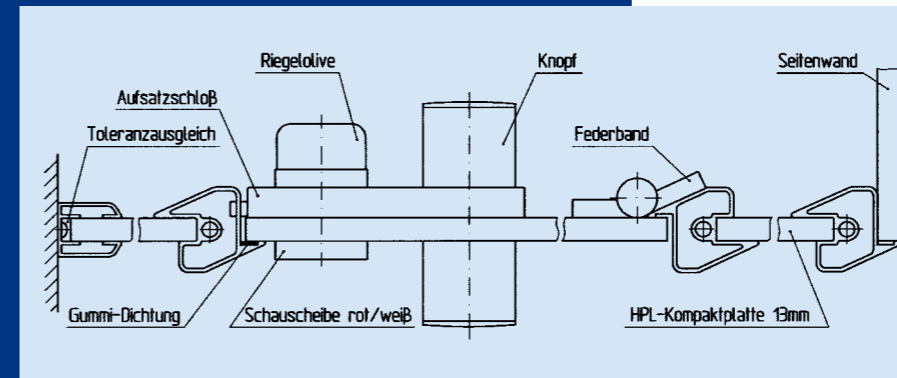 Riegelolive
Knopf
Seitenwand
Aufsatzschloß
Toleranzausgleich
Federband
Gummi-Dichtung
Schauscheibe rot/weiß
HPL-Kompaktplatte 13mm